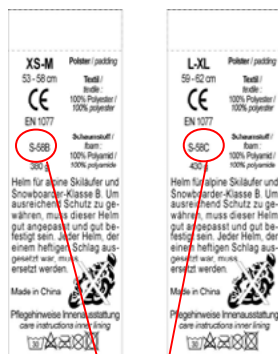 XS-M
53 - 58 cm
CE
EN 1077
S-58B
380 g
Polster / padding
Textil /
textile :
100% Polyester /
100% polyester
Schaumstoff /
foam :
100% Polyamid /
100% polyamide
Helm für alpine Skiläufer und
Snowboarder-Klasse B. Um
ausreichend Schutz zu ge-
währen, muss dieser Helm
gut angepasst und gut be-
festigt sein. Jeder Helm, der
einem heftigen Schlag aus-
gesetzt war, muss
ersetzt werden.
Made in China
Pflegehinweise Innenausstattung
care instructions inner lining
L-XL
59 - 62 cm
CE
EN 1077
S-58C
430 g
Polster / padding
Textil /
textile :
100% Polyester /
100% polyester
Schaumstoff /
foam :
100% Polyamid /
100% polyamide
Helm für alpine Skiläufer und
Snowboarder-Klasse B. Um
ausreichend Schutz zu ge-
währen, muss dieser Helm
gut angepasst und gut be-
festigt sein. Jeder Helm, der
einem heftigen Schlag aus-
gesetzt war, muss
ersetzt werden.
Made in China
Pflegehinweise Innenausstattung
care instructions inner lining